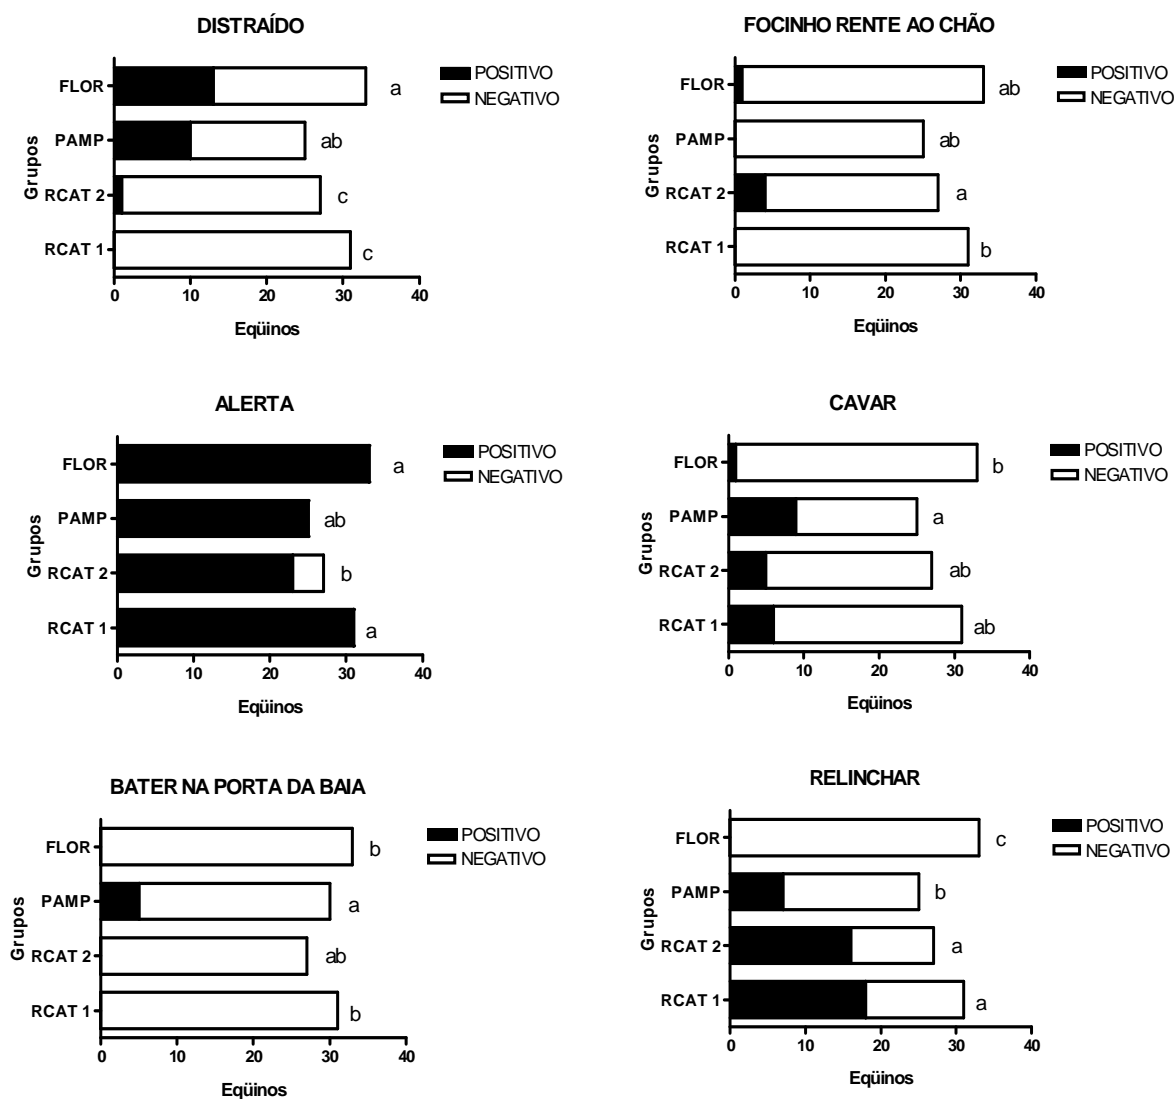 DISTRAÍDO
POSITIVO
NEGATIVO
Grupos
FLOR a
PAMP ab
RCAT 2 c
RCAT 1 c
0 10 20 30 40
Eqüinos
FOCINHO RENTE AO CHÃO
POSITIVO
NEGATIVO
Grupos
FLOR ab
PAMP ab
RCAT 2 a
RCAT 1 b
0 10 20 30 40
Eqüinos
ALERTA
POSITIVO
NEGATIVO
Grupos
FLOR a
PAMP ab
RCAT 2 b
RCAT 1 a
0 10 20 30 40
Eqüinos
CAVAR
POSITIVO
NEGATIVO
Grupos
FLOR b
PAMP a
RCAT 2 ab
RCAT 1 ab
0 10 20 30 40
Eqüinos
BATER NA PORTA DA BAIA
POSITIVO
NEGATIVO
Grupos
FLOR b
PAMP a
RCAT 2 ab
RCAT 1 b
0 10 20 30 40
Eqüinos
RELINCHAR
POSITIVO
NEGATIVO
Grupos
FLOR c
PAMP b
RCAT 2 a
RCAT 1 a
0 10 20 30 40
Eqüinos